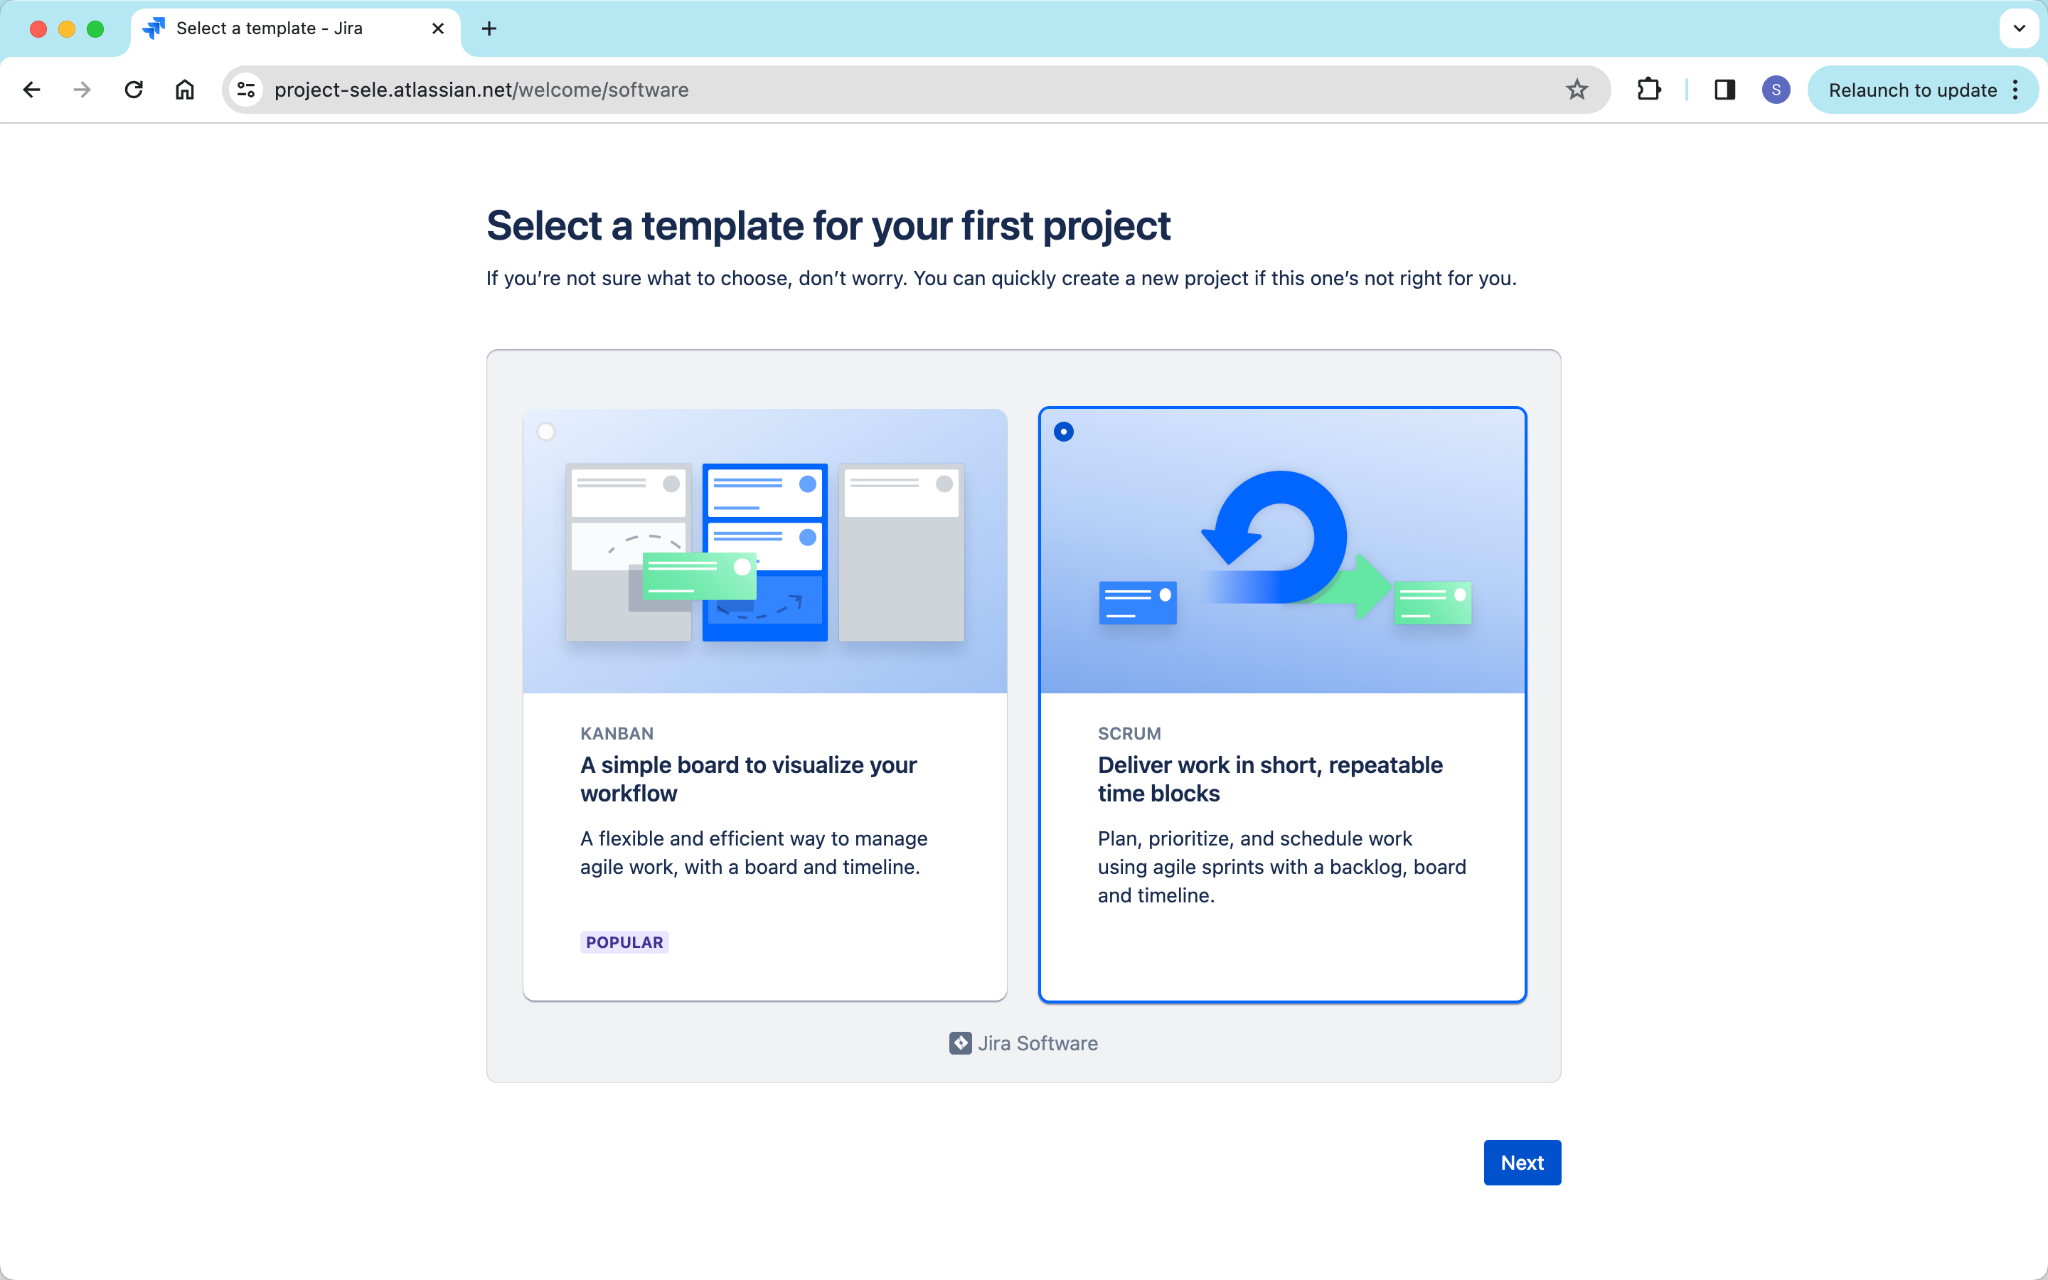 Select a template - Jira
project-sele.atlassian.net/welcome/software
S
Relaunch to update
Select a template for your first project
If you’re not sure what to choose, don’t worry. You can quickly create a new project if this one’s not right for you.
KANBAN
A simple board to visualize your
workflow
A flexible and efficient way to manage
agile work, with a board and timeline.
POPULAR
SCRUM
Deliver work in short, repeatable
time blocks
Plan, prioritize, and schedule work
using agile sprints with a backlog, board
and timeline.
Jira Software
Next